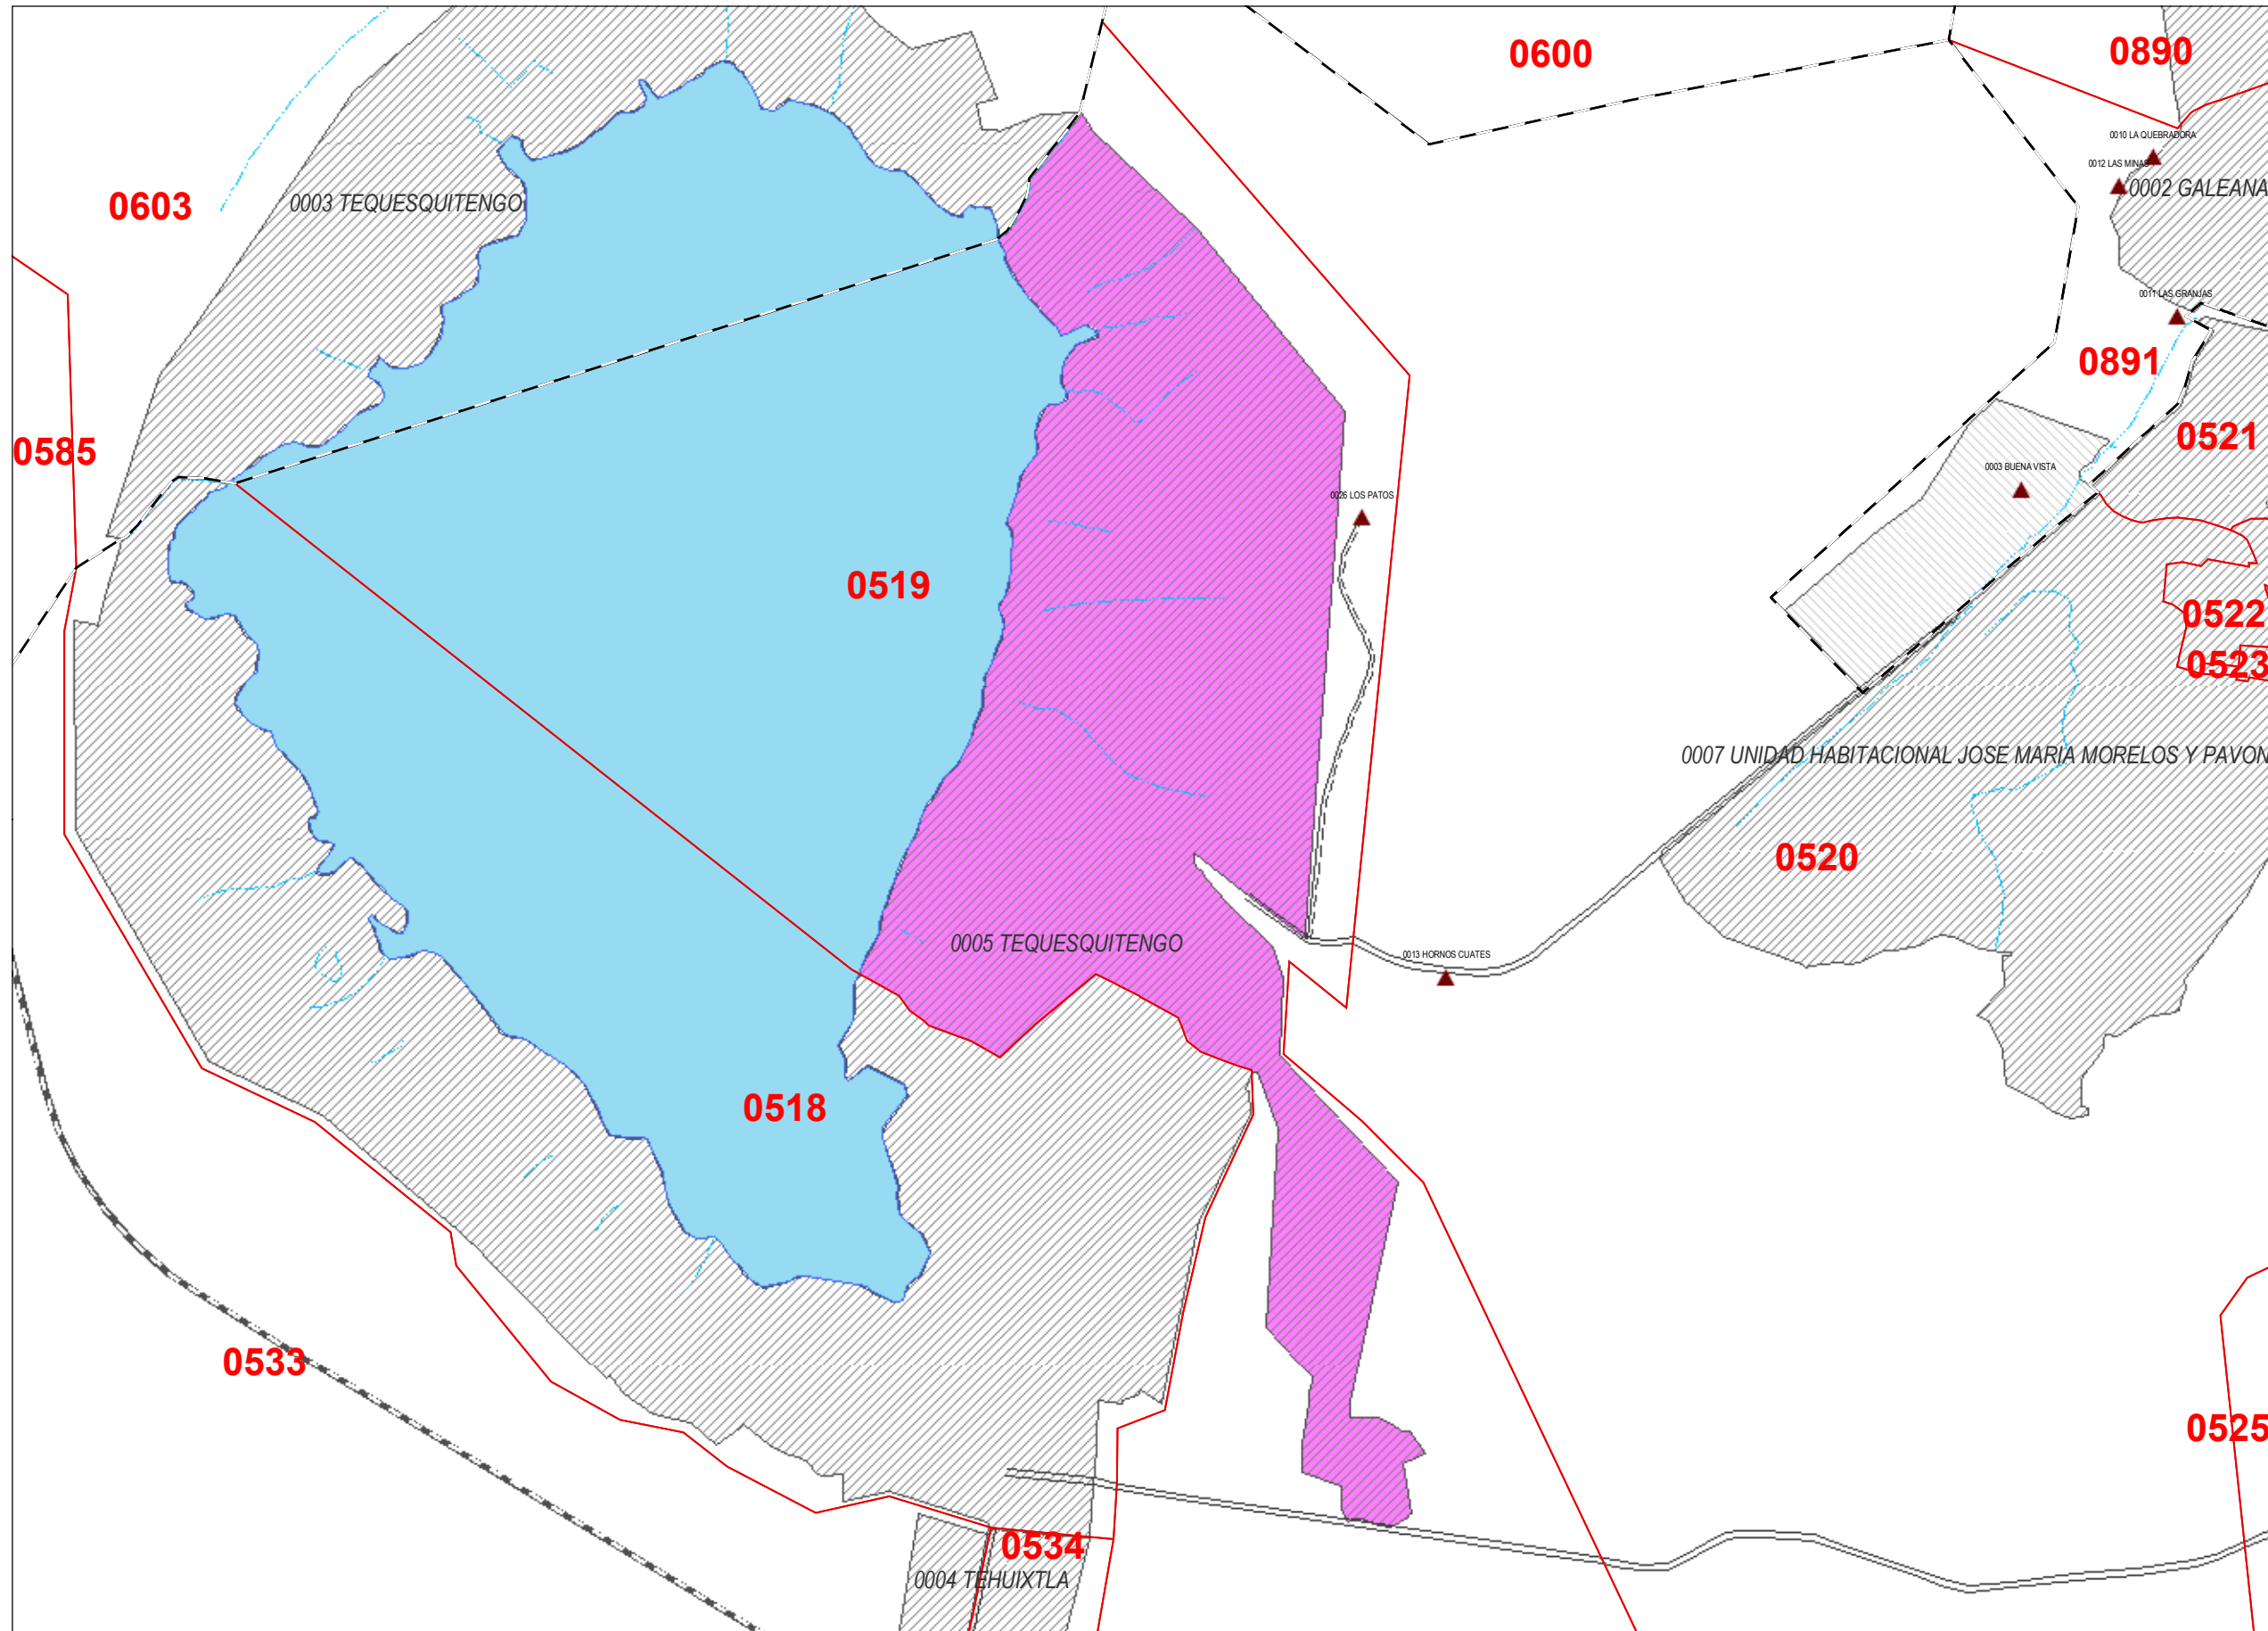 0600
0890
0010 LA QUEBRADORA
0012 LAS MINAS
0002 GALEANA
0603
0003 TEQUESQUITENGO
0011 LAS GRANJAS
0891
0521
0585
0003 BUENA VISTA
0026 LOS PATOS
0519
0522
0523
0007 UNIDAD HABITACIONAL JOSE MARIA MORELOS Y PAVON
0520
0005 TEQUESQUITENGO
0013 HORNOS CUATES
0518
0533
0525
0534
0004 TEHUIXTLA